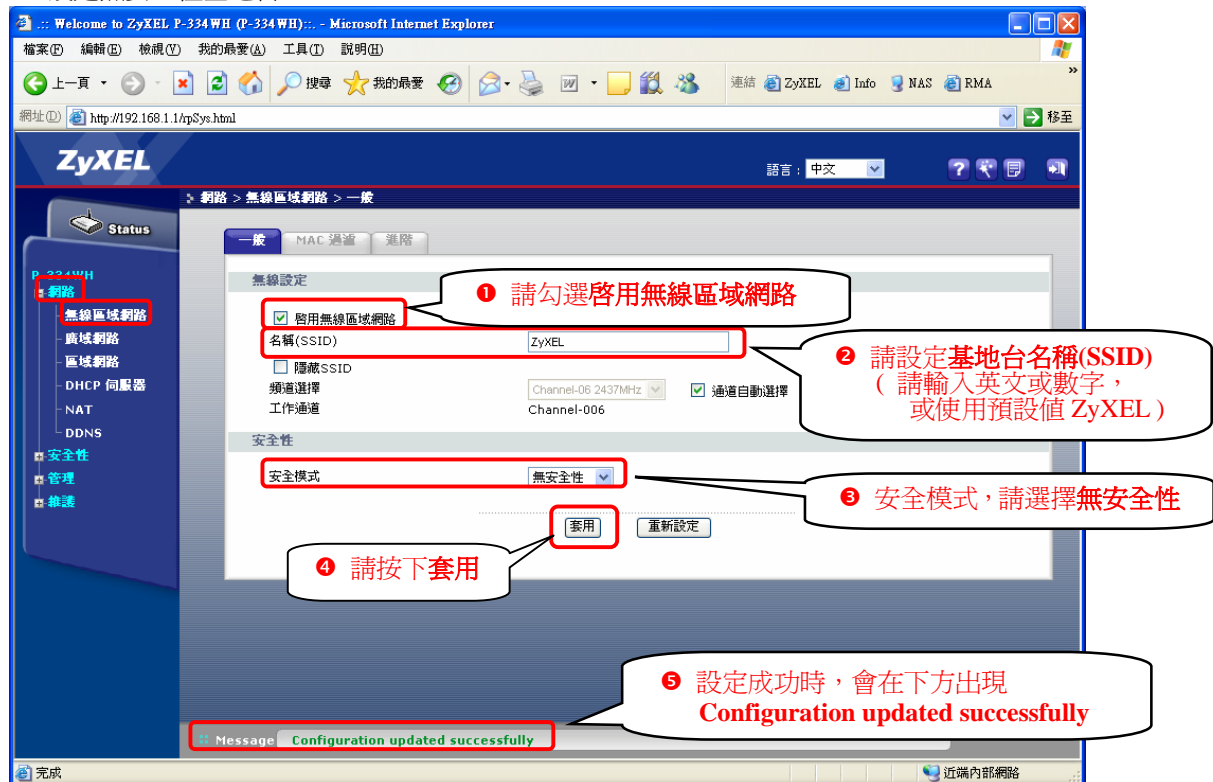 .:: Welcome to ZyXEL P-334WH (P-334WH)::. - Microsoft Internet Explorer
檔案(F) 編輯(E) 檢視(V) 我的最愛(A) 工具(T) 說明(H)
上一頁 搜尋 我的最愛 連結 ZyXEL Info NAS RMA »
網址(D) http://192.168.1.1/rpSys.html 移至
ZyXEL
語言 : 中文
網路 > 無線區域網路 > 一般
Status
一般 MAC 過濾 進階
P-334WH
網路
無線區域網路
廣域網路
區域網路
DHCP 伺服器
NAT
DDNS
安全性
管理
維護
無線設定
❶ 請勾選啓用無線區域網路
啓用無線區域網路
名稱(SSID) ZyXEL
隱藏SSID
頻道選擇 Channel-06 2437MHz 通道自動選擇
工作通道 Channel-006
❷ 請設定基地台名稱(SSID)
( 請輸入英文或數字，
或使用預設值 ZyXEL )
安全性
安全模式 無安全性
❸ 安全模式，請選擇無安全性
套用 重新設定
❹ 請按下套用
❺ 設定成功時，會在下方出現
Configuration updated successfully
Message Configuration updated successfully
完成 近端內部網路